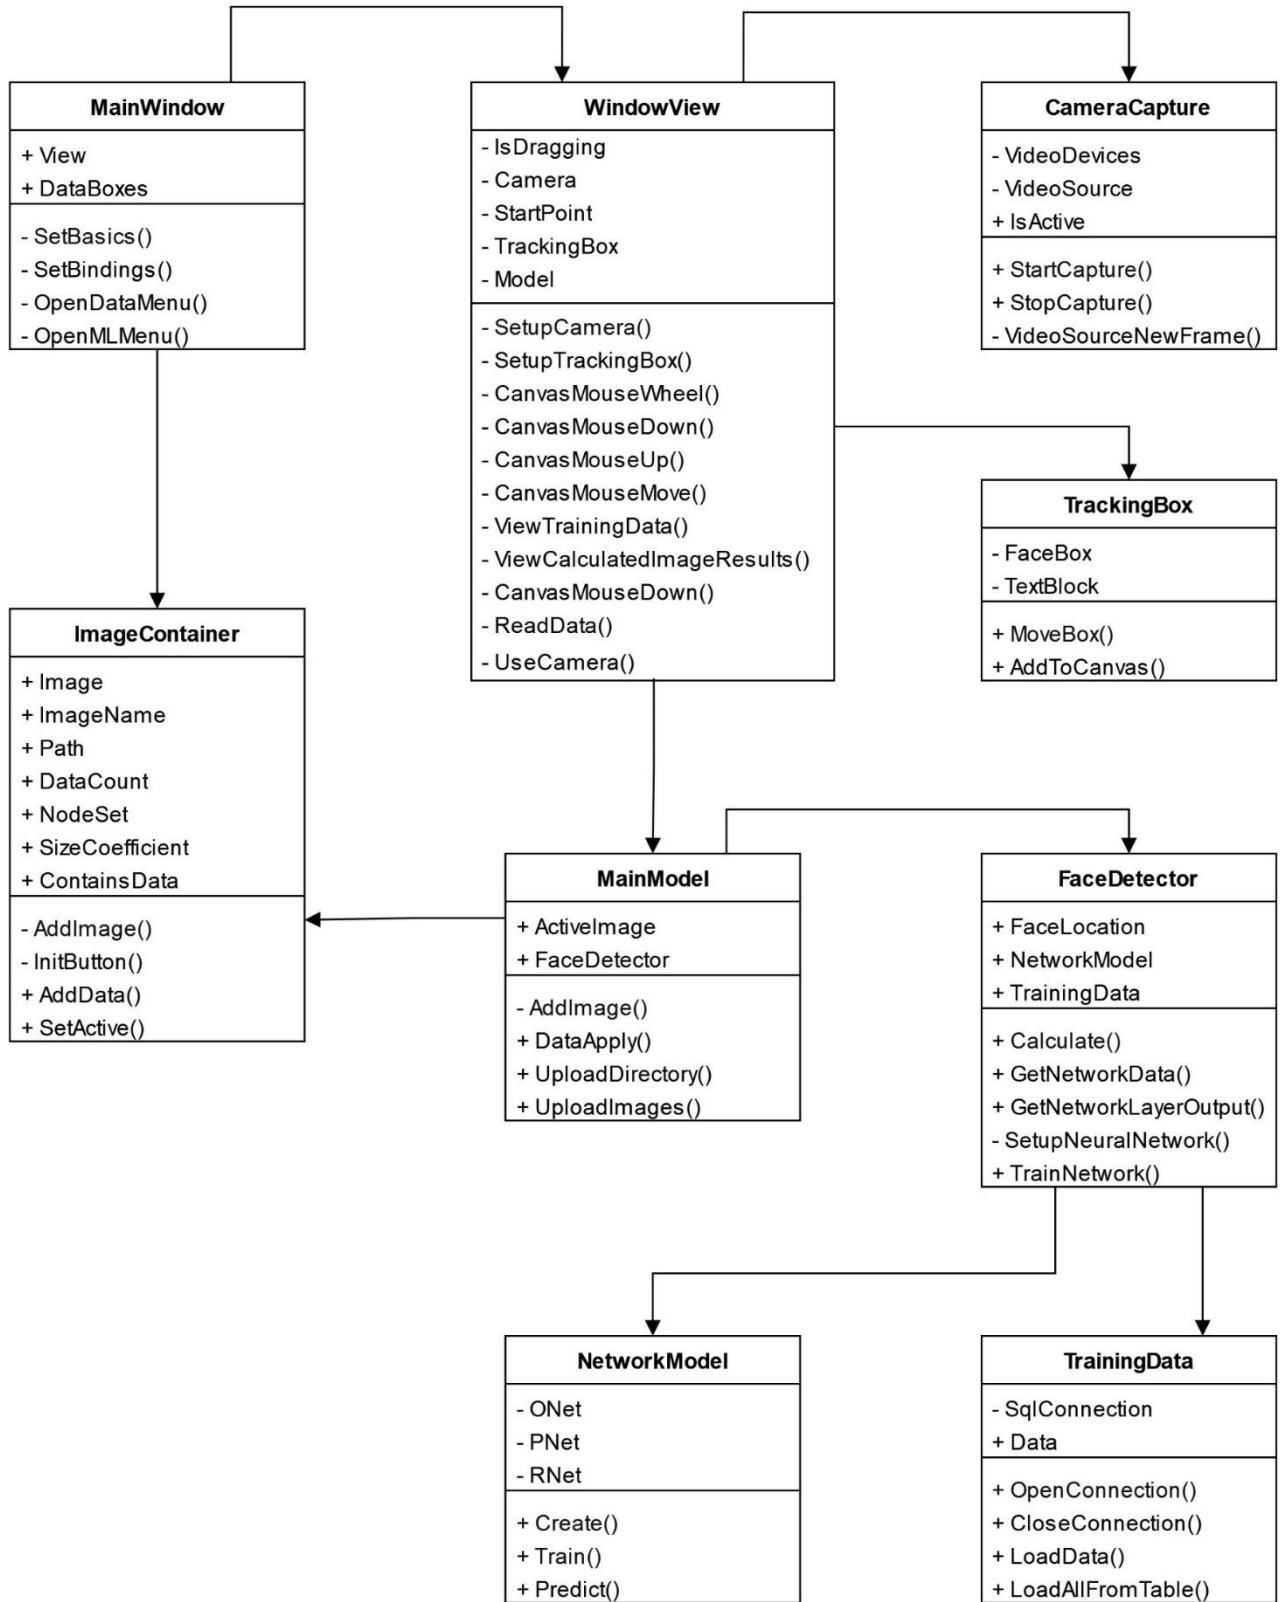 MainWindow
+ View
+ DataBoxes
- SetBasics()
- SetBindings()
- OpenDataMenu()
- OpenMLMenu()
WindowView
- IsDragging
- Camera
- StartPoint
- TrackingBox
- Model
- SetupCamera()
- SetupTrackingBox()
- CanvasMouseWheel()
- CanvasMouseDown()
- CanvasMouseUp()
- CanvasMouseMove()
- ViewTrainingData()
- ViewCalculatedImageResults()
- CanvasMouseDown()
- ReadData()
- UseCamera()
CameraCapture
- VideoDevices
- VideoSource
+ IsActive
+ StartCapture()
+ StopCapture()
- VideoSourceNewFrame()
TrackingBox
- FaceBox
- TextBlock
+ MoveBox()
+ AddToCanvas()
ImageContainer
+ Image
+ ImageName
+ Path
+ DataCount
+ NodeSet
+ SizeCoefficient
+ ContainsData
- AddImage()
- InitButton()
+ AddData()
+ SetActive()
MainModel
+ ActiveImage
+ FaceDetector
- AddImage()
+ DataApply()
+ UploadDirectory()
+ UploadImages()
FaceDetector
+ FaceLocation
+ NetworkModel
+ TrainingData
+ Calculate()
+ GetNetworkData()
+ GetNetworkLayerOutput()
- SetupNeuralNetwork()
+ TrainNetwork()
NetworkModel
- ONet
- PNet
- RNet
+ Create()
+ Train()
+ Predict()
TrainingData
- SqlConnection
+ Data
+ OpenConnection()
+ CloseConnection()
+ LoadData()
+ LoadAllFromTable()